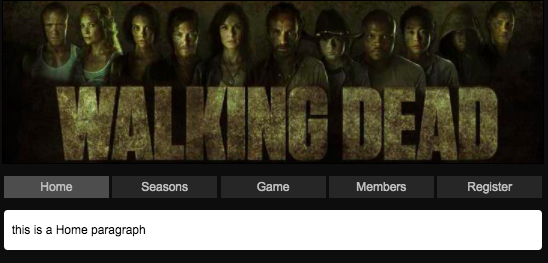 WALKING DEAD
Home Seasons Game Members Register
this is a Home paragraph